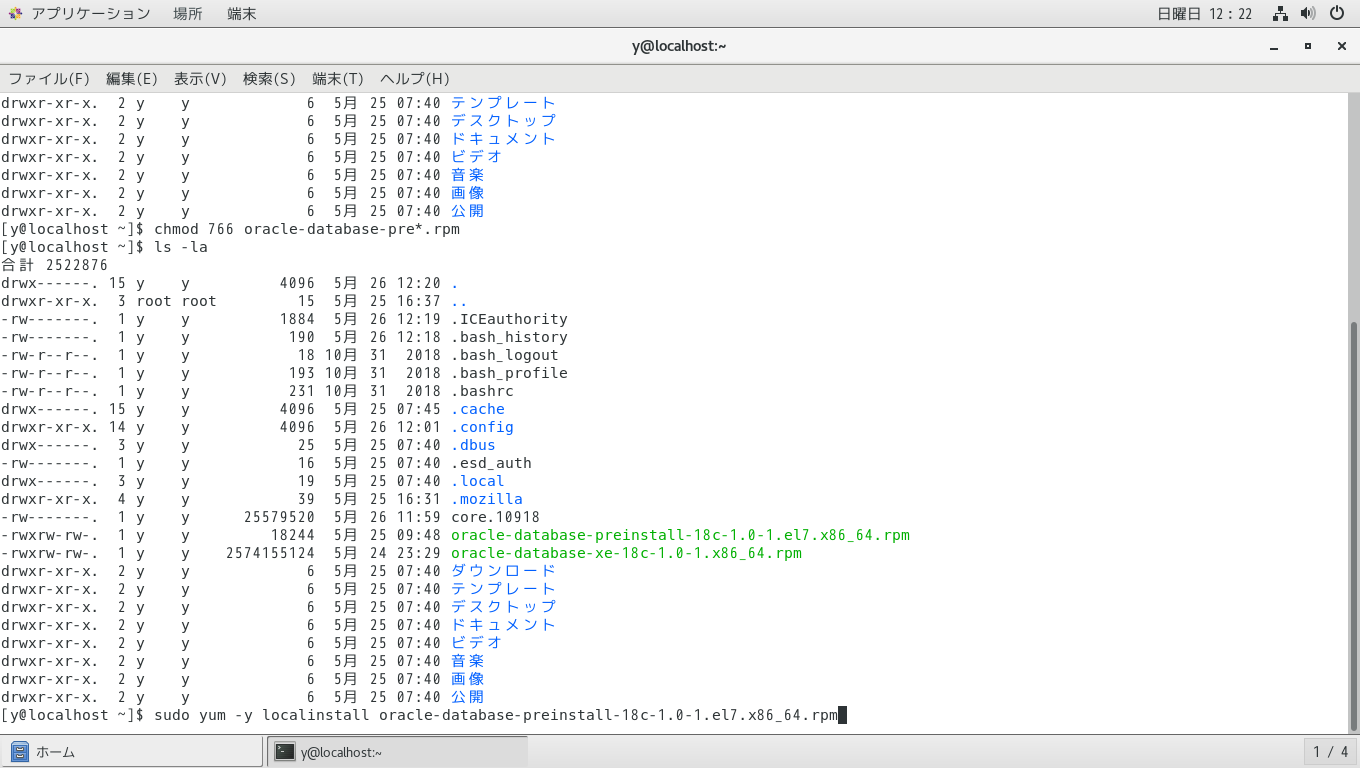 アプリケーション 場所 端末 日曜日 12：22
y@localhost:~
ファイル(F) 編集(E) 表示(V) 検索(S) 端末(T) ヘルプ(H)
drwxr-xr-x.  2 y    y             6  5月 25 07:40 テンプレート
drwxr-xr-x.  2 y    y             6  5月 25 07:40 デスクトップ
drwxr-xr-x.  2 y    y             6  5月 25 07:40 ドキュメント
drwxr-xr-x.  2 y    y             6  5月 25 07:40 ビデオ
drwxr-xr-x.  2 y    y             6  5月 25 07:40 音楽
drwxr-xr-x.  2 y    y             6  5月 25 07:40 画像
drwxr-xr-x.  2 y    y             6  5月 25 07:40 公開
[y@localhost ~]$ chmod 766 oracle-database-pre*.rpm
[y@localhost ~]$ ls -la
合計 2522876
drwx------. 15 y    y          4096  5月 26 12:20 .
drwxr-xr-x.  3 root root         15  5月 25 16:37 ..
-rw-------.  1 y    y          1884  5月 26 12:19 .ICEauthority
-rw-------.  1 y    y           190  5月 26 12:18 .bash_history
-rw-r--r--.  1 y    y            18 10月 31  2018 .bash_logout
-rw-r--r--.  1 y    y           193 10月 31  2018 .bash_profile
-rw-r--r--.  1 y    y           231 10月 31  2018 .bashrc
drwx------. 15 y    y          4096  5月 25 07:45 .cache
drwxr-xr-x. 14 y    y          4096  5月 26 12:01 .config
drwx------.  3 y    y            25  5月 25 07:40 .dbus
-rw-------.  1 y    y            16  5月 25 07:40 .esd_auth
drwx------.  3 y    y            19  5月 25 07:40 .local
drwxr-xr-x.  4 y    y            39  5月 25 16:31 .mozilla
-rw-------.  1 y    y      25579520  5月 26 11:59 core.10918
-rwxrw-rw-.  1 y    y         18244  5月 25 09:48 oracle-database-preinstall-18c-1.0-1.el7.x86_64.rpm
-rwxrw-rw-.  1 y    y    2574155124  5月 24 23:29 oracle-database-xe-18c-1.0-1.x86_64.rpm
drwxr-xr-x.  2 y    y             6  5月 25 07:40 ダウンロード
drwxr-xr-x.  2 y    y             6  5月 25 07:40 テンプレート
drwxr-xr-x.  2 y    y             6  5月 25 07:40 デスクトップ
drwxr-xr-x.  2 y    y             6  5月 25 07:40 ドキュメント
drwxr-xr-x.  2 y    y             6  5月 25 07:40 ビデオ
drwxr-xr-x.  2 y    y             6  5月 25 07:40 音楽
drwxr-xr-x.  2 y    y             6  5月 25 07:40 画像
drwxr-xr-x.  2 y    y             6  5月 25 07:40 公開
[y@localhost ~]$ sudo yum -y localinstall oracle-database-preinstall-18c-1.0-1.el7.x86_64.rpm
ホーム y@localhost:~ 1 / 4